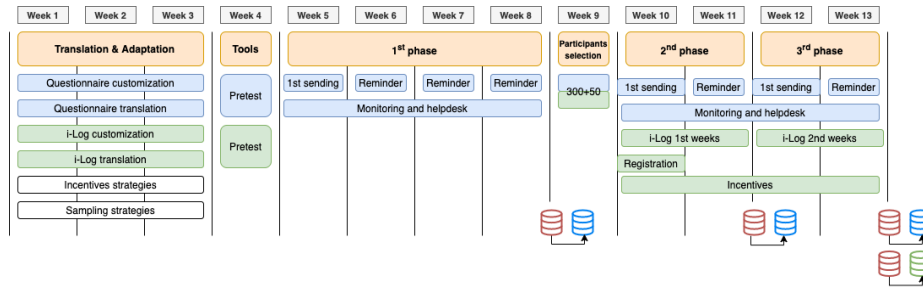 Week 1 Week 2 Week 3 Week 4 Week 5 Week 6 Week 7 Week 8 Week 9 Week 10 Week 11 Week 12 Week 13
Translation & Adaptation Tools 1st phase Participants selection 2nd phase 3rd phase
Questionnaire customization Pretest 1st sending Reminder Reminder Reminder 300+50 1st sending Reminder 1st sending Reminder
Questionnaire translation Monitoring and helpdesk Monitoring and helpdesk
i-Log customization Pretest i-Log 1st weeks i-Log 2nd weeks
i-Log translation Registration
Incentives strategies Incentives
Sampling strategies